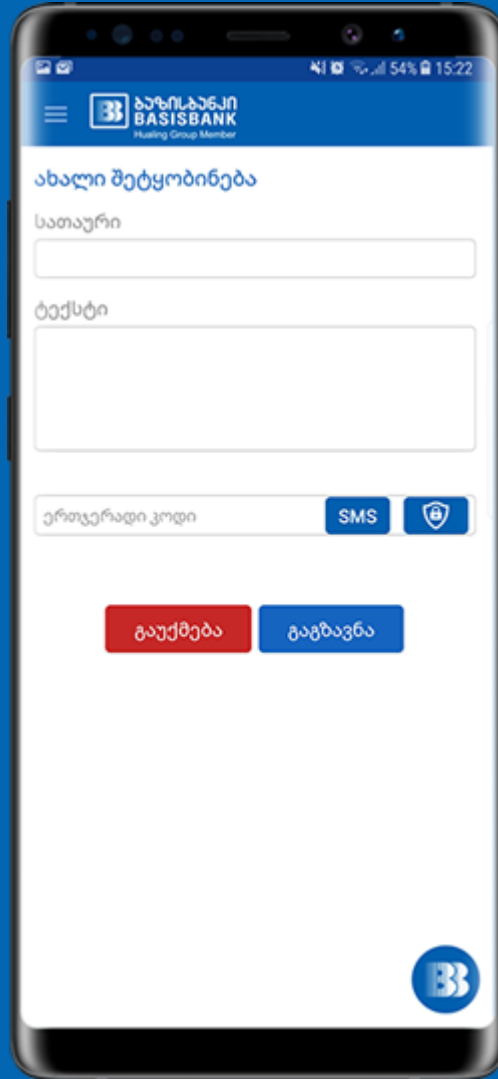 54% 15:22
ᲑᲐᲖᲘᲡᲑᲐᲜᲙᲘ
BASISBANK
Hualing Group Member
ახალი შეტყობინება
სათაური
ტექსტი
ერთჯერადი კოდი SMS
გაუქმება გაგზავნა